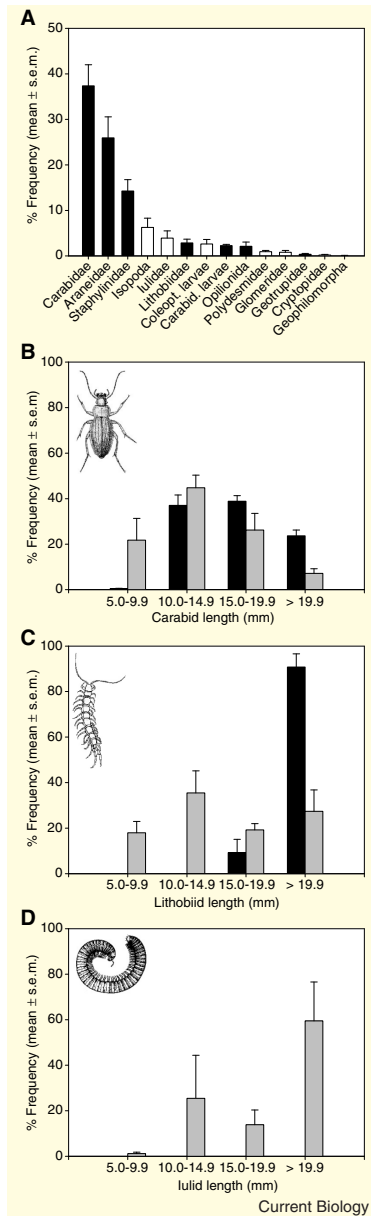 A
% Frequency (mean ± s.e.m.)
50
40
30
20
10
0
Carabidae
Araneidae
Staphylinidae
Isopoda
Iulidae
Lithobiidae
Coleopt. larvae
Carabid. larvae
Opilionida
Polydesmidae
Glomeridae
Geotrupidae
Cryptopidae
Geophilomorpha
B
% Frequency (mean ± s.e.m)
100
80
60
40
20
0
5.0-9.9 10.0-14.9 15.0-19.9 > 19.9
Carabid length (mm)
C
% Frequency (mean ± s.e.m.)
100
80
60
40
20
0
5.0-9.9 10.0-14.9 15.0-19.9 > 19.9
Lithobiid length (mm)
D
% Frequency (mean ± s.e.m.)
100
80
60
40
20
0
5.0-9.9 10.0-14.9 15.0-19.9 > 19.9
Iulid length (mm)
Current Biology